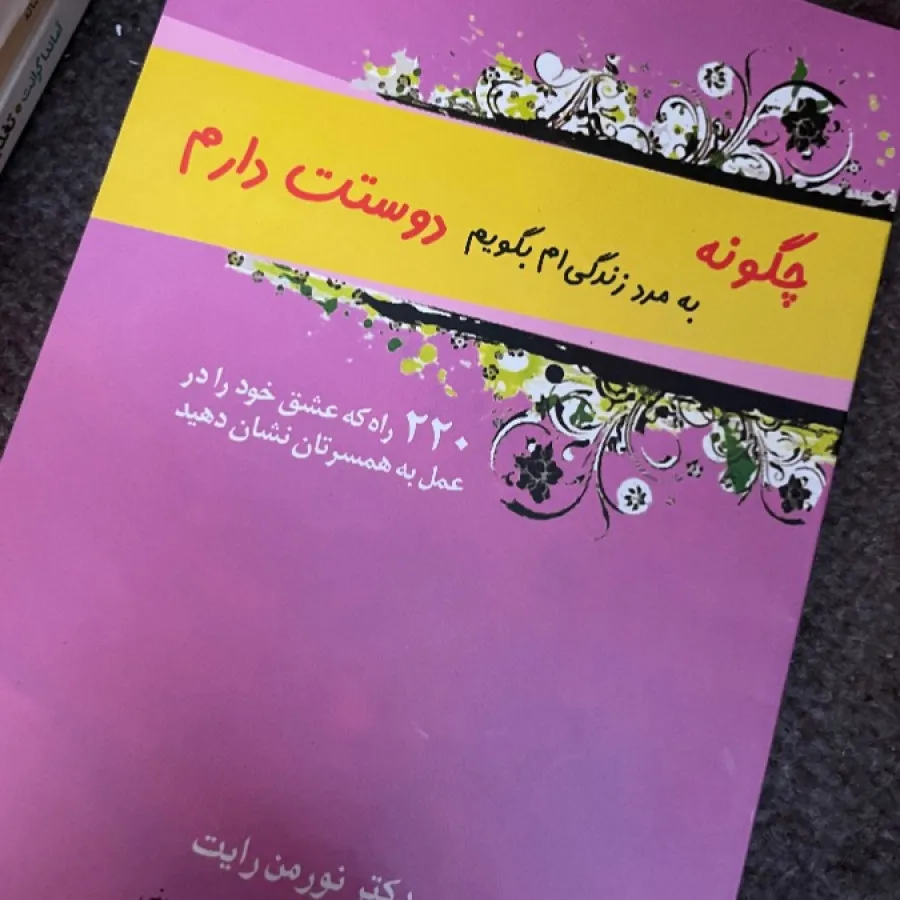 چگونه
به مرد زندگی ام بگویم دوستت دارم
۲۲۰ راه که عشق خود را در
عمل به همسرتان نشان دهید
دکتر نورمن رایت